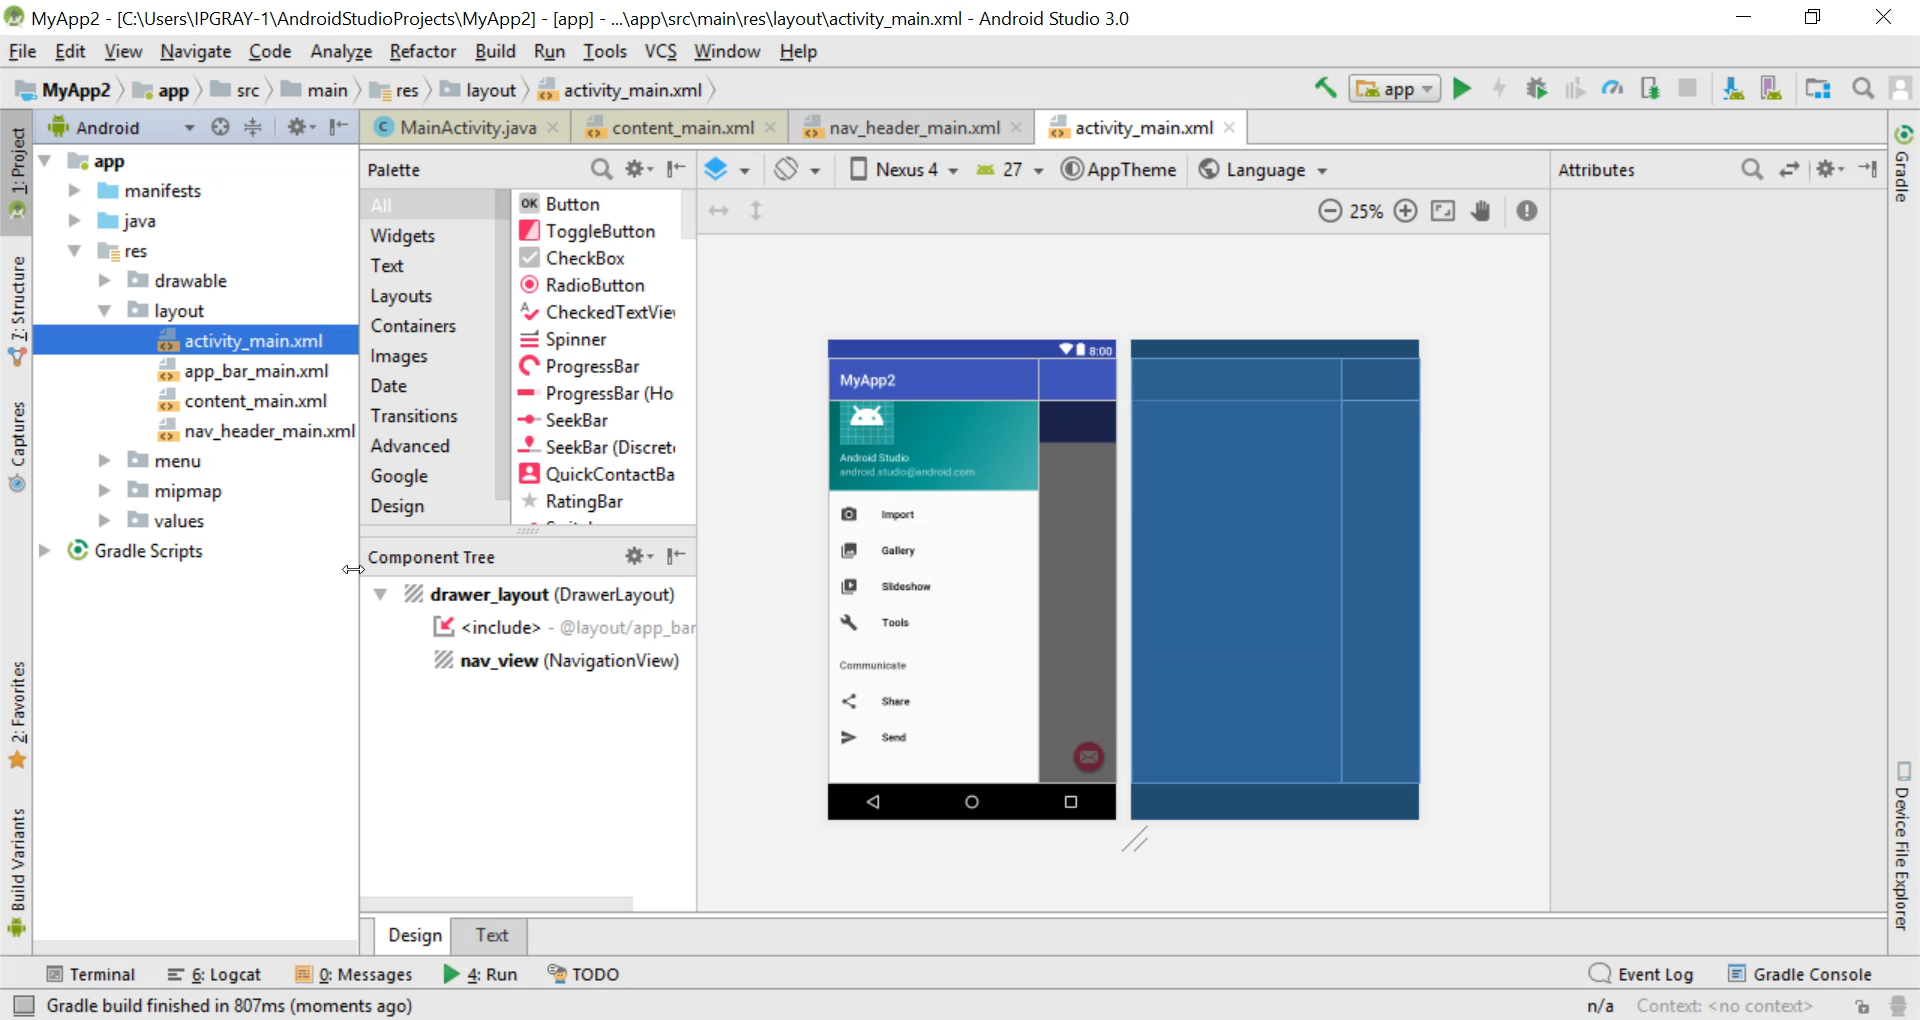 MyApp2 - [C:\Users\IPGRAY-1\AndroidStudioProjects\MyApp2] - [app] - ...\app\src\main\res\layout\activity_main.xml - Android Studio 3.0
File Edit View Navigate Code Analyze Refactor Build Run Tools VCS Window Help
MyApp2 app src main res layout activity_main.xml
app
Android
MainActivity.java content_main.xml nav_header_main.xml activity_main.xml
1: Project
7: Structure
Captures
2: Favorites
Build Variants
app
manifests
java
res
drawable
layout
activity_main.xml
app_bar_main.xml
content_main.xml
nav_header_main.xml
menu
mipmap
values
Gradle Scripts
Palette
All
Widgets
Text
Layouts
Containers
Images
Date
Transitions
Advanced
Google
Design
OK Button
ToggleButton
CheckBox
RadioButton
CheckedTextVie
Spinner
ProgressBar
ProgressBar (Ho
SeekBar
SeekBar (Discret
QuickContactBa
RatingBar
Component Tree
drawer_layout (DrawerLayout)
<include> - @layout/app_bar
nav_view (NavigationView)
Nexus 4 27 AppTheme Language
25%
8:00
MyApp2
Android Studio
android.studio@android.com
Import
Gallery
Slideshow
Tools
Communicate
Share
Send
Attributes
Gradle
Device File Explorer
Design Text
Terminal 6: Logcat 0: Messages 4: Run TODO
Event Log Gradle Console
Gradle build finished in 807ms (moments ago)
n/a Context: <no context>